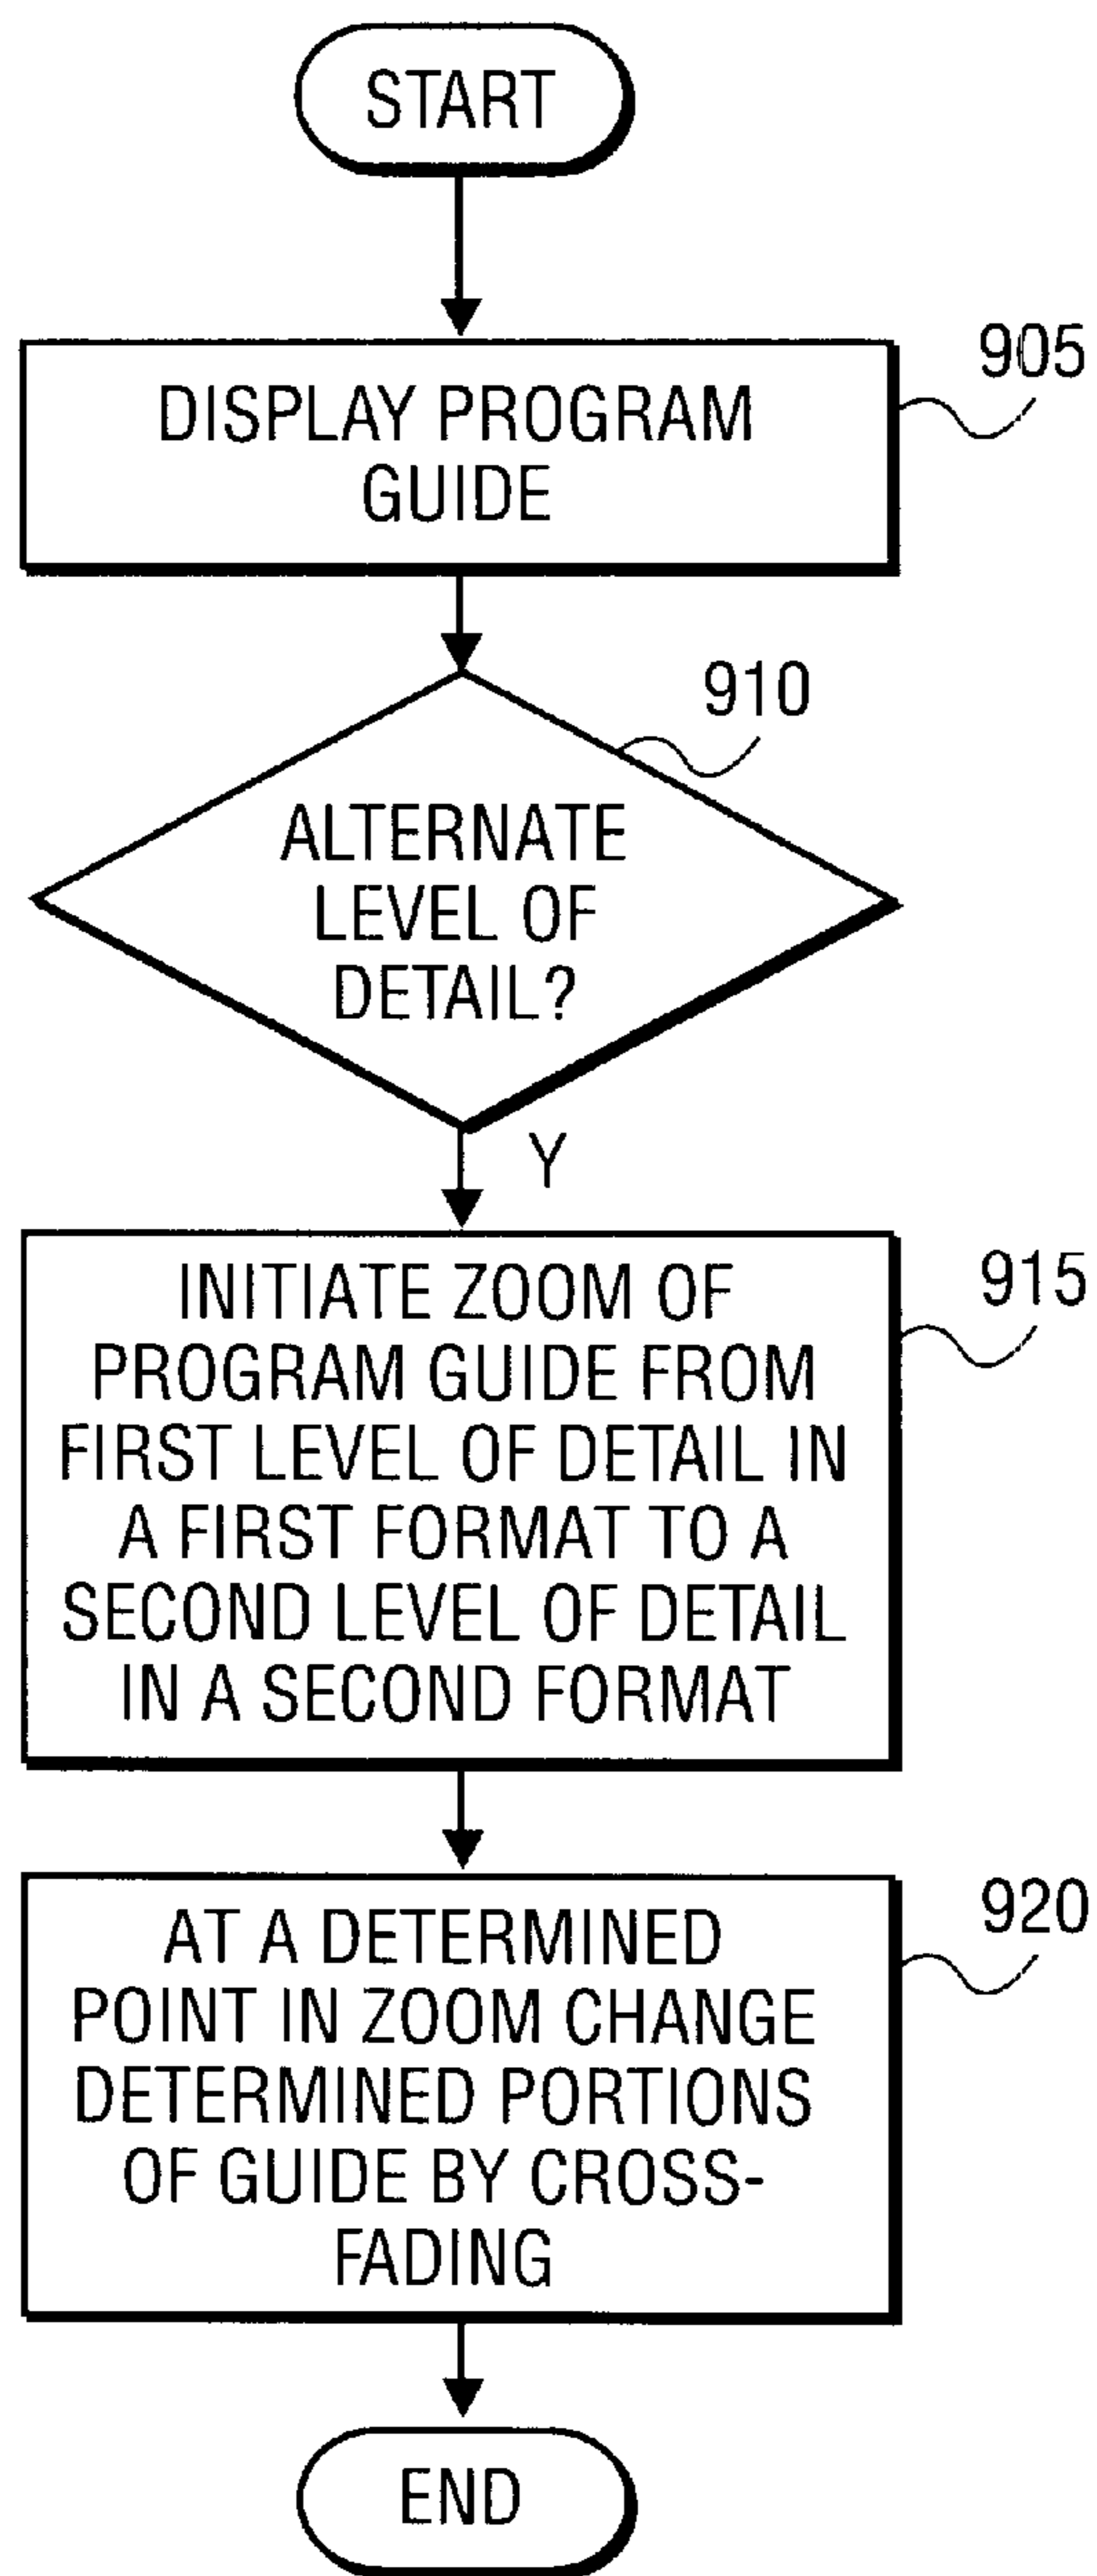 START
905
DISPLAY PROGRAM
GUIDE
910
ALTERNATE
LEVEL OF
DETAIL?
Y
915
INITIATE ZOOM OF
PROGRAM GUIDE FROM
FIRST LEVEL OF DETAIL IN
A FIRST FORMAT TO A
SECOND LEVEL OF DETAIL
IN A SECOND FORMAT
920
AT A DETERMINED
POINT IN ZOOM CHANGE
DETERMINED PORTIONS
OF GUIDE BY CROSS-
FADING
END